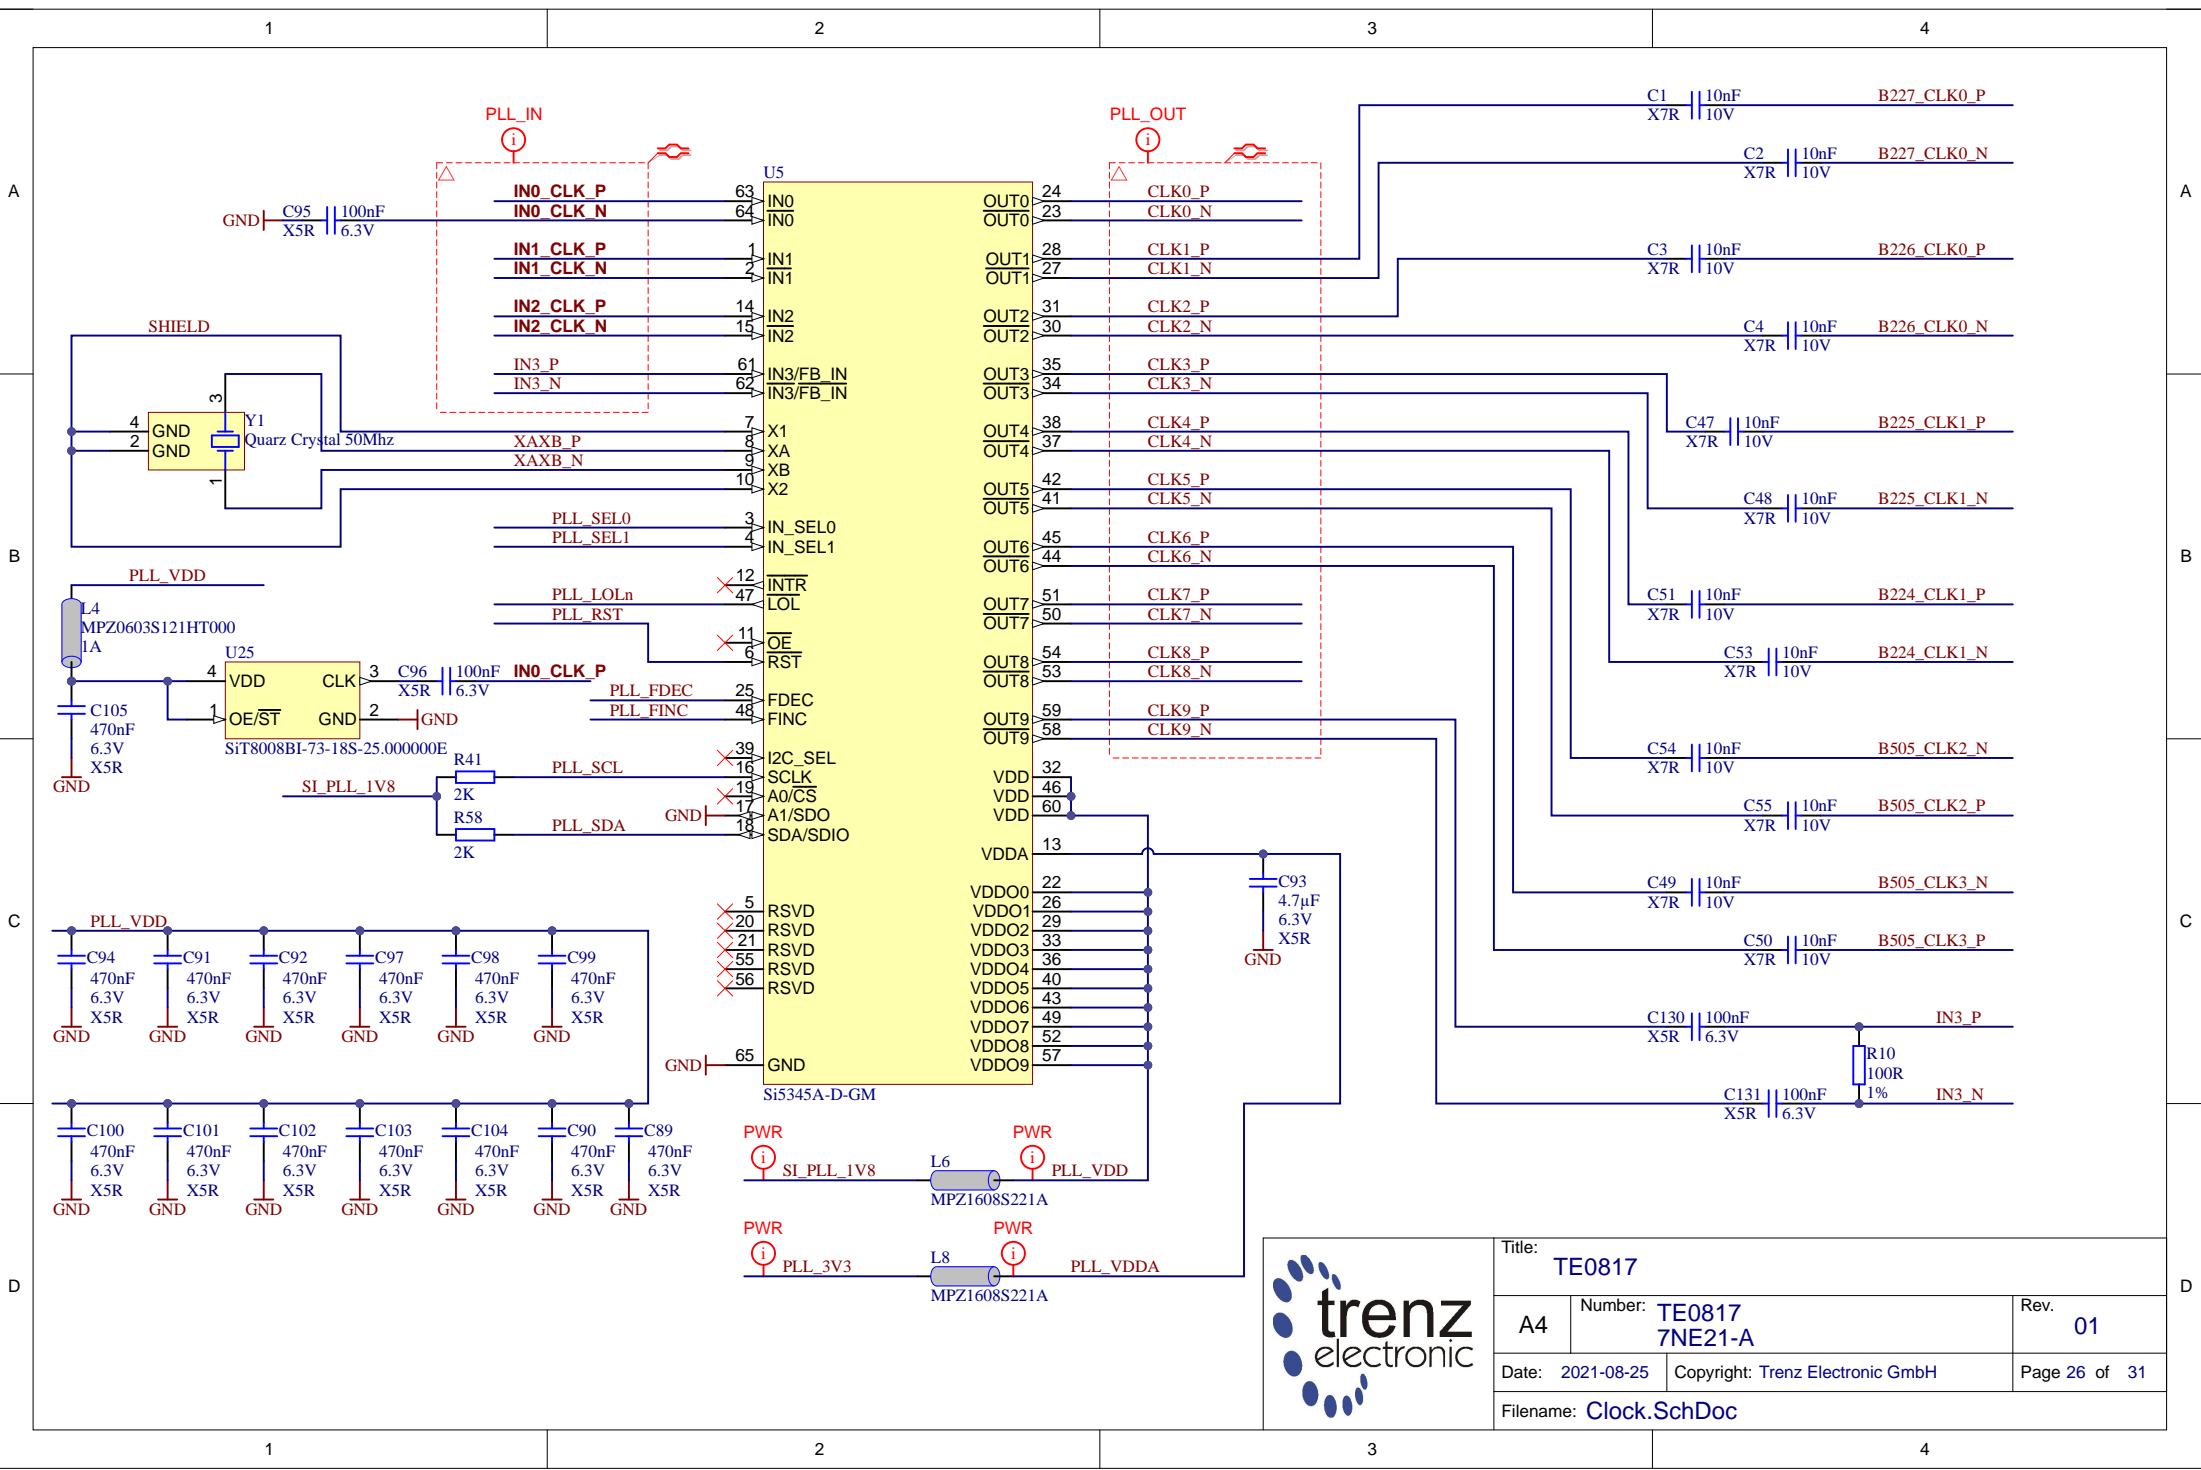 1 2 3 4
A A
B B
C C
D D
1 2 3 4
PLL_IN
PLL_OUT
GND
C95
X5R
100nF
6.3V
IN0_CLK_P
IN0_CLK_N
IN1_CLK_P
IN1_CLK_N
IN2_CLK_P
IN2_CLK_N
IN3_P
IN3_N
SHIELD
4 GND
2 GND
3
1
Y1
Quarz Crystal 50Mhz
XAXB_P
XAXB_N
PLL_SEL0
PLL_SEL1
PLL_LOLn
PLL_RST
PLL_VDD
L4
MPZ0603S121HT000
1A
U25
4 VDD
CLK 3
1 OE/ST
GND 2
GND
SiT8008BI-73-18S-25.000000E
C96
X5R
100nF
6.3V
IN0_CLK_P
C105
470nF
6.3V
X5R
GND
PLL_FDEC
PLL_FINC
R41
2K
PLL_SCL
SI_PLL_1V8
R58
2K
PLL_SDA
GND
GND
U5
63 IN0
64 IN0
1 IN1
2 IN1
14 IN2
15 IN2
61 IN3/FB_IN
62 IN3/FB_IN
7 X1
8 XA
9 XB
10 X2
3 IN_SEL0
4 IN_SEL1
12 INTR
47 LOL
11 OE
6 RST
25 FDEC
48 FINC
39 I2C_SEL
16 SCLK
19 A0/CS
17 A1/SDO
18 SDA/SDIO
5 RSVD
20 RSVD
21 RSVD
55 RSVD
56 RSVD
65 GND
OUT0 24 CLK0_P
OUT0 23 CLK0_N
OUT1 28 CLK1_P
OUT1 27 CLK1_N
OUT2 31 CLK2_P
OUT2 30 CLK2_N
OUT3 35 CLK3_P
OUT3 34 CLK3_N
OUT4 38 CLK4_P
OUT4 37 CLK4_N
OUT5 42 CLK5_P
OUT5 41 CLK5_N
OUT6 45 CLK6_P
OUT6 44 CLK6_N
OUT7 51 CLK7_P
OUT7 50 CLK7_N
OUT8 54 CLK8_P
OUT8 53 CLK8_N
OUT9 59 CLK9_P
OUT9 58 CLK9_N
VDD 32
VDD 46
VDD 60
VDDA 13
VDDO0 22
VDDO1 26
VDDO2 29
VDDO3 33
VDDO4 36
VDDO5 40
VDDO6 43
VDDO7 49
VDDO8 52
VDDO9 57
Si5345A-D-GM
C93
4.7µF
6.3V
X5R
GND
C1 10nF B227_CLK0_P
X7R 10V
C2 10nF B227_CLK0_N
X7R 10V
C3 10nF B226_CLK0_P
X7R 10V
C4 10nF B226_CLK0_N
X7R 10V
C47 10nF B225_CLK1_P
X7R 10V
C48 10nF B225_CLK1_N
X7R 10V
C51 10nF B224_CLK1_P
X7R 10V
C53 10nF B224_CLK1_N
X7R 10V
C54 10nF B505_CLK2_N
X7R 10V
C55 10nF B505_CLK2_P
X7R 10V
C49 10nF B505_CLK3_N
X7R 10V
C50 10nF B505_CLK3_P
X7R 10V
C130 100nF IN3_P
X5R 6.3V
R10
100R
1%
C131 100nF IN3_N
X5R 6.3V
PLL_VDD
C94 C91 C92 C97 C98 C99
470nF 470nF 470nF 470nF 470nF 470nF
6.3V 6.3V 6.3V 6.3V 6.3V 6.3V
X5R X5R X5R X5R X5R X5R
GND GND GND GND GND GND
C100 C101 C102 C103 C104 C90 C89
470nF 470nF 470nF 470nF 470nF 470nF 470nF
6.3V 6.3V 6.3V 6.3V 6.3V 6.3V 6.3V
X5R X5R X5R X5R X5R X5R X5R
GND GND GND GND GND GND GND
PWR PWR
SI_PLL_1V8 L6 PLL_VDD
MPZ1608S221A
PWR PWR
PLL_3V3 L8 PLL_VDDA
MPZ1608S221A
trenz
electronic
Title:
TE0817
A4
Number: TE0817
7NE21-A
Rev.
01
Date: 2021-08-25
Copyright: Trenz Electronic GmbH
Page 26 of 31
Filename: Clock.SchDoc